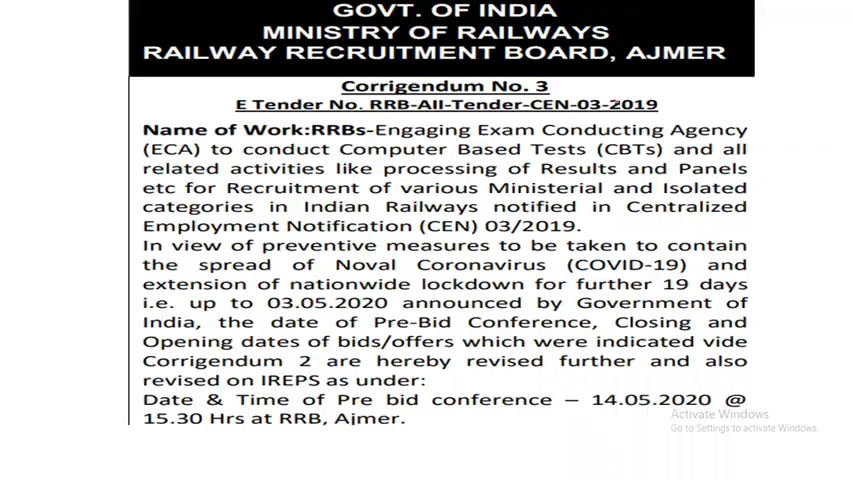 GOVT. OF INDIA
MINISTRY OF RAILWAYS
RAILWAY RECRUITMENT BOARD, AJMER
Corrigendum No. 3
E Tender No. RRB-AII-Tender-CEN-03-2019
Name of Work:RRBs-Engaging Exam Conducting Agency
(ECA) to conduct Computer Based Tests (CBTs) and all
related activities like processing of Results and Panels
etc for Recruitment of various Ministerial and Isolated
categories in Indian Railways notified in Centralized
Employment Notification (CEN) 03/2019.
In view of preventive measures to be taken to contain
the spread of Noval Coronavirus (COVID-19) and
extension of nationwide lockdown for further 19 days
i.e. up to 03.05.2020 announced by Government of
India, the date of Pre-Bid Conference, Closing and
Opening dates of bids/offers which were indicated vide
Corrigendum 2 are hereby revised further and also
revised on IREPS as under:
Date & Time of Pre bid conference – 14.05.2020 @
15.30 Hrs at RRB, Ajmer.
Activate Windows
Go to Settings to activate Windows.